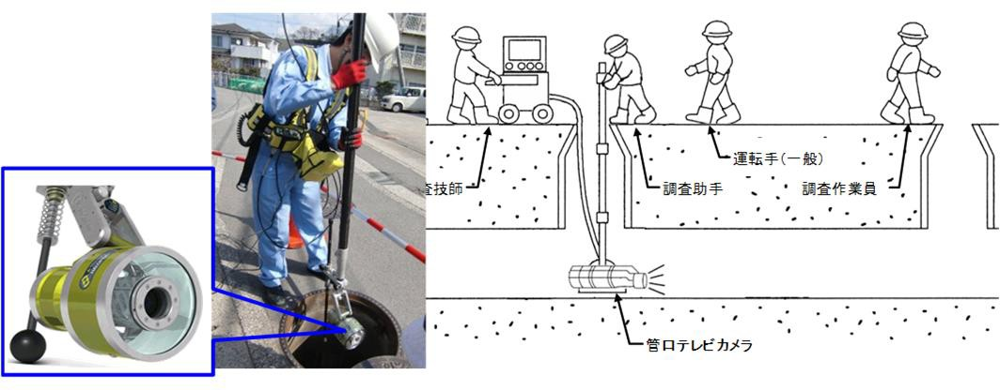 運転手(一般)
査技師
調査助手
調査作業員
管口テレビカメラ